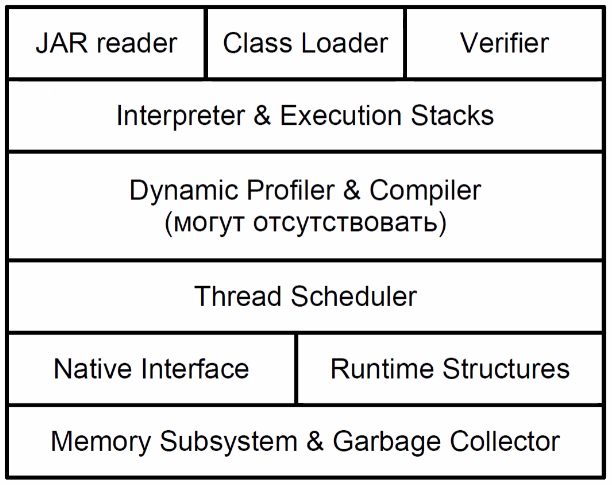 JAR reader
Class Loader
Verifier
Interpreter & Execution Stacks
Dynamic Profiler & Compiler
(могут отсутствовать)
Thread Scheduler
Native Interface
Runtime Structures
Memory Subsystem & Garbage Collector